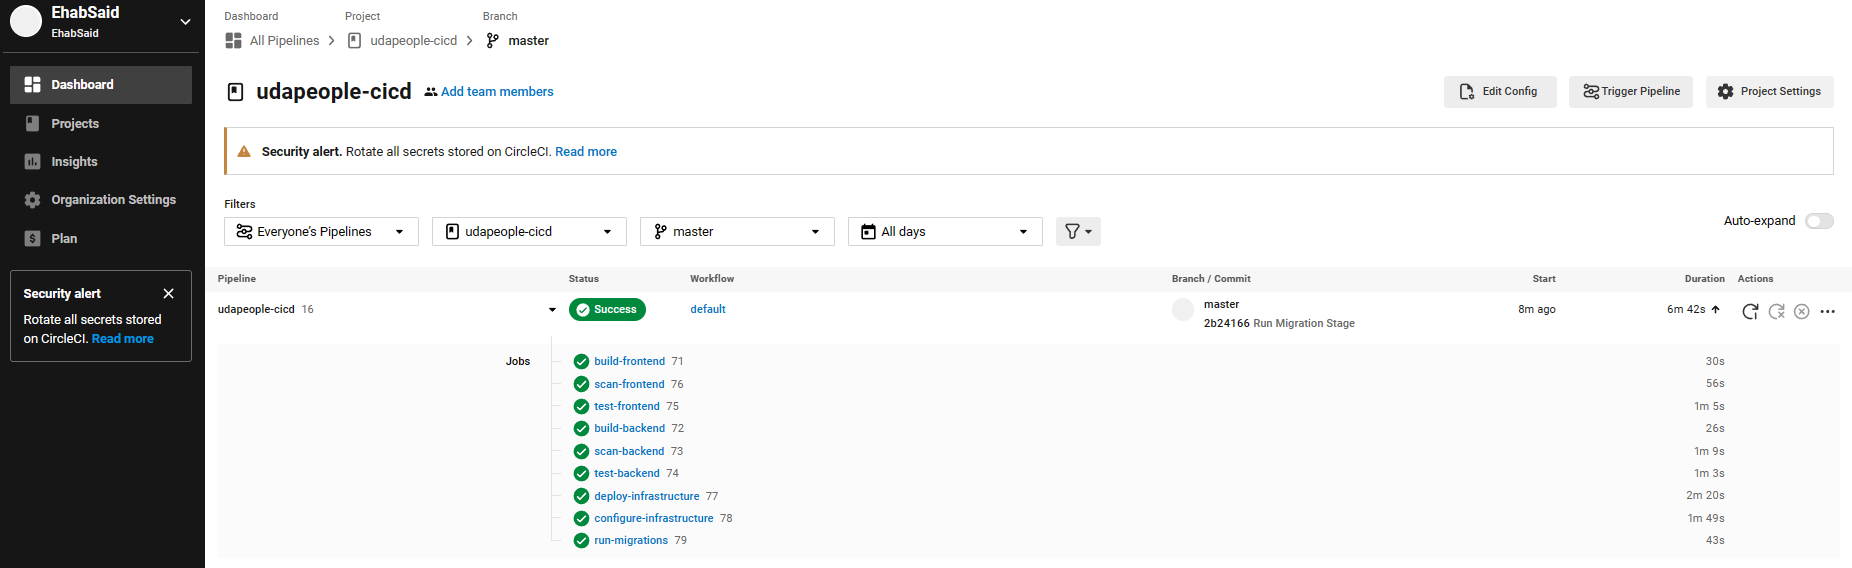 EhabSaid
EhabSaid
Dashboard
Projects
Insights
Organization Settings
Plan
Security alert
Rotate all secrets stored
on CircleCI. Read more
Dashboard Project Branch
All Pipelines udapeople-cicd master
udapeople-cicd Add team members
Edit Config Trigger Pipeline Project Settings
Security alert. Rotate all secrets stored on CircleCI. Read more
Filters
Everyone's Pipelines udapeople-cicd master All days
Auto-expand
Pipeline Status Workflow Branch / Commit Start Duration Actions
udapeople-cicd 16 Success default master 8m ago 6m 42s
2b24166 Run Migration Stage
Jobs build-frontend 71 30s
scan-frontend 76 56s
test-frontend 75 1m 5s
build-backend 72 26s
scan-backend 73 1m 9s
test-backend 74 1m 3s
deploy-infrastructure 77 2m 20s
configure-infrastructure 78 1m 49s
run-migrations 79 43s